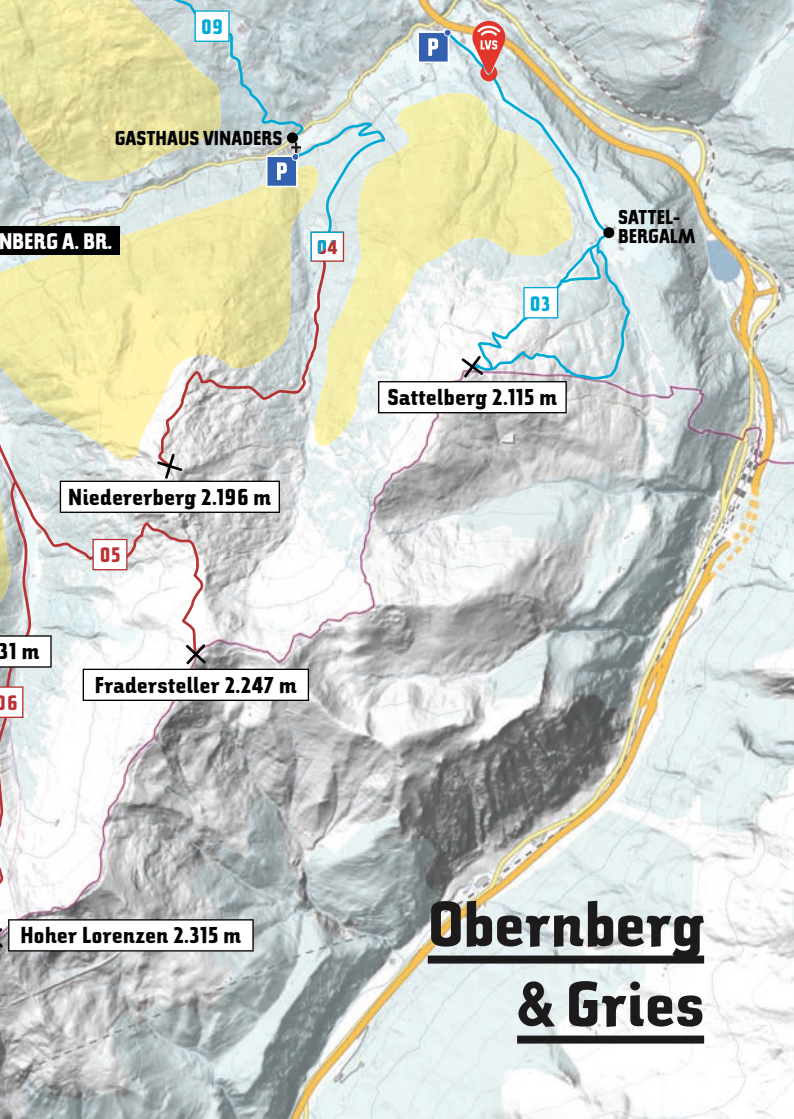 09
P
LVS
GASTHAUS VINADERS
P
SATTEL-
BERGALM
NBERG A. BR.
04
03
Sattelberg 2.115 m
Niedererberg 2.196 m
05
31 m
Fradersteller 2.247 m
06
Hoher Lorenzen 2.315 m
Obernberg
& Gries